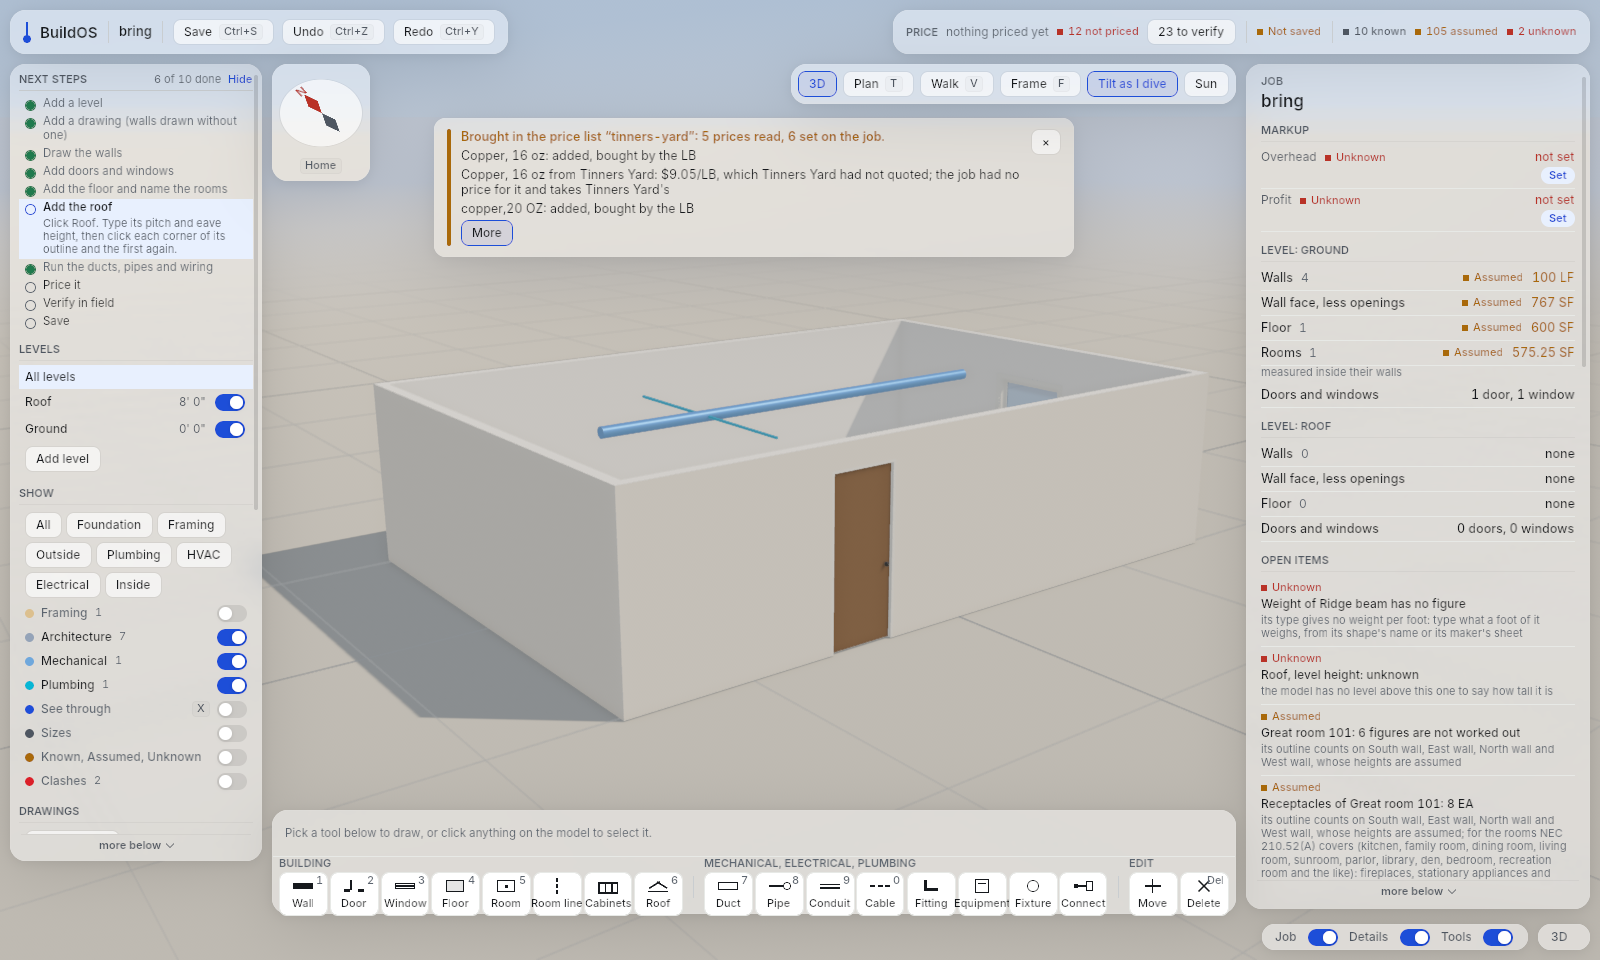 BuildOS
bring
Save Ctrl+S
Undo Ctrl+Z
Redo Ctrl+Y
PRICE nothing priced yet 12 not priced
23 to verify
Not saved
10 known 105 assumed 2 unknown
NEXT STEPS 6 of 10 done Hide
Add a level
Add a drawing (walls drawn without
one)
Draw the walls
Add doors and windows
Add the floor and name the rooms
Add the roof
Click Roof. Type its pitch and eave
height, then click each corner of its
outline and the first again.
Run the ducts, pipes and wiring
Price it
Verify in field
Save
LEVELS
All levels
Roof 8' 0"
Ground 0' 0"
Add level
SHOW
All Foundation Framing
Outside Plumbing HVAC
Electrical Inside
Framing 1
Architecture 7
Mechanical 1
Plumbing 1
See through X
Sizes
Known, Assumed, Unknown
Clashes 2
DRAWINGS
more below
N
Home
3D
Plan T
Walk V
Frame F
Tilt as I dive
Sun
Brought in the price list “tinners-yard”: 5 prices read, 6 set on the job.
×
Copper, 16 oz: added, bought by the LB
Copper, 16 oz from Tinners Yard: $9.05/LB, which Tinners Yard had not quoted; the job had no
price for it and takes Tinners Yard's
copper,20 OZ: added, bought by the LB
More
Pick a tool below to draw, or click anything on the model to select it.
BUILDING
1 Wall
2 Door
3 Window
4 Floor
5 Room
Room line
Cabinets
6 Roof
MECHANICAL, ELECTRICAL, PLUMBING
7 Duct
8 Pipe
9 Conduit
0 Cable
Fitting
Equipment
Fixture
Connect
EDIT
Move
Del Delete
JOB
bring
MARKUP
Overhead Unknown not set
Set
Profit Unknown not set
Set
LEVEL: GROUND
Walls 4 Assumed 100 LF
Wall face, less openings Assumed 767 SF
Floor 1 Assumed 600 SF
Rooms 1 Assumed 575.25 SF
measured inside their walls
Doors and windows 1 door, 1 window
LEVEL: ROOF
Walls 0 none
Wall face, less openings none
Floor 0 none
Doors and windows 0 doors, 0 windows
OPEN ITEMS
Unknown
Weight of Ridge beam has no figure
its type gives no weight per foot: type what a foot of it
weighs, from its shape's name or its maker's sheet
Unknown
Roof, level height: unknown
the model has no level above this one to say how tall it is
Assumed
Great room 101: 6 figures are not worked out
its outline counts on South wall, East wall, North wall and
West wall, whose heights are assumed
Assumed
Receptacles of Great room 101: 8 EA
its outline counts on South wall, East wall, North wall and
West wall, whose heights are assumed; for the rooms NEC
210.52(A) covers (kitchen, family room, dining room, living
room, sunroom, parlor, library, den, bedroom, recreation
room and the like): fireplaces, stationary appliances and
more below
Job
Details
Tools
3D